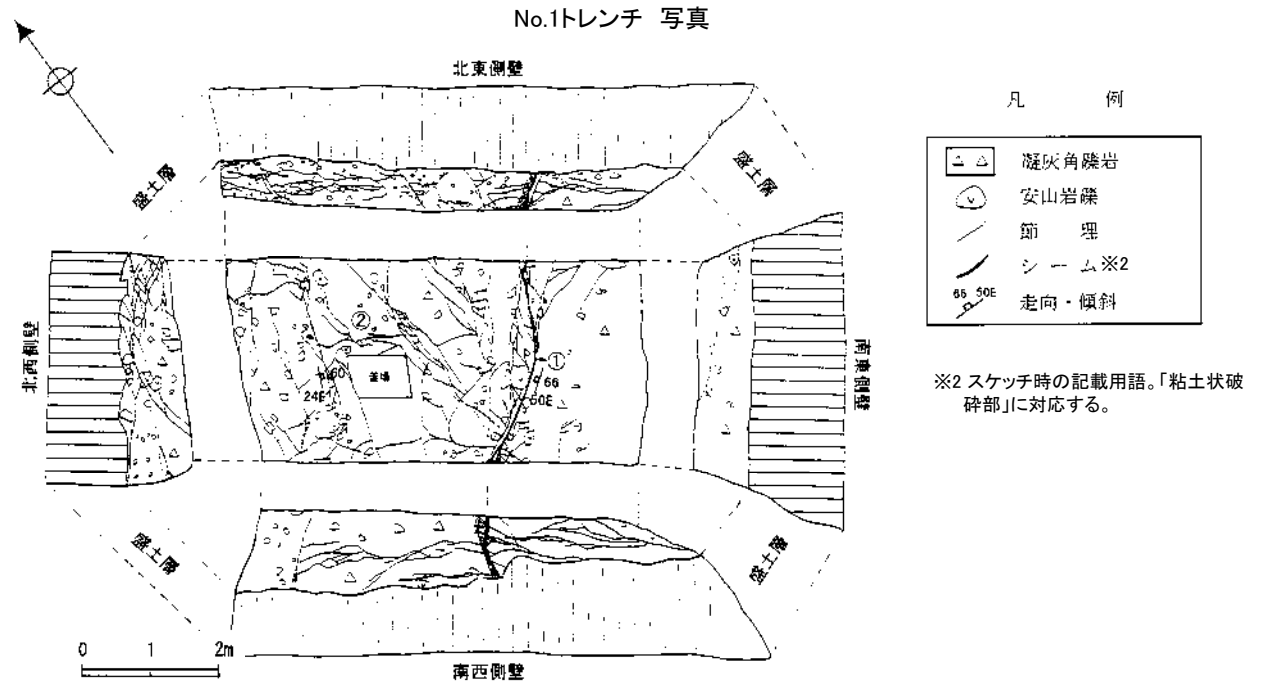 No.1トレンチ 写真
北東側壁
盛土層
盛土層
北西側壁
南東側壁
②
釜場
60
24E
①
66
50E
盛土層
盛土層
南西側壁
0 1 2m
凡 例
凝灰角礫岩
安山岩礫
節 理
シ ー ム※2
66 50E
走向・傾斜
※2 スケッチ時の記載用語。「粘土状破
砕部」に対応する。